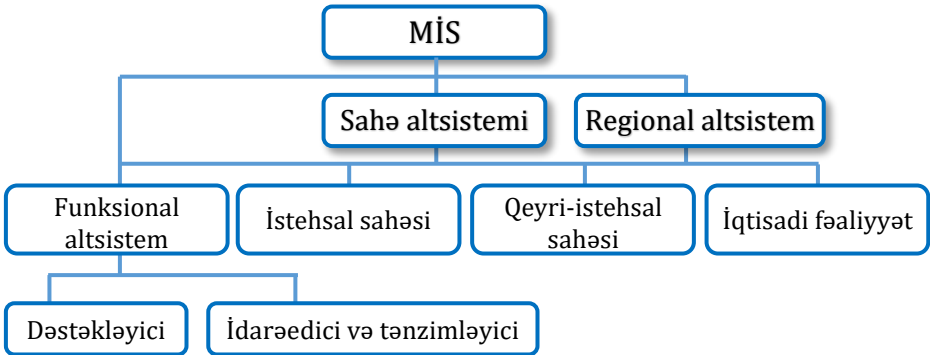 MİS
Sahə altsistemi
Regional altsistem
Funksional
altsistem
İstehsal sahəsi
Qeyri-istehsal
sahəsi
İqtisadi fəaliyyət
Dəstəkləyici
İdarəedici və tənzimləyici